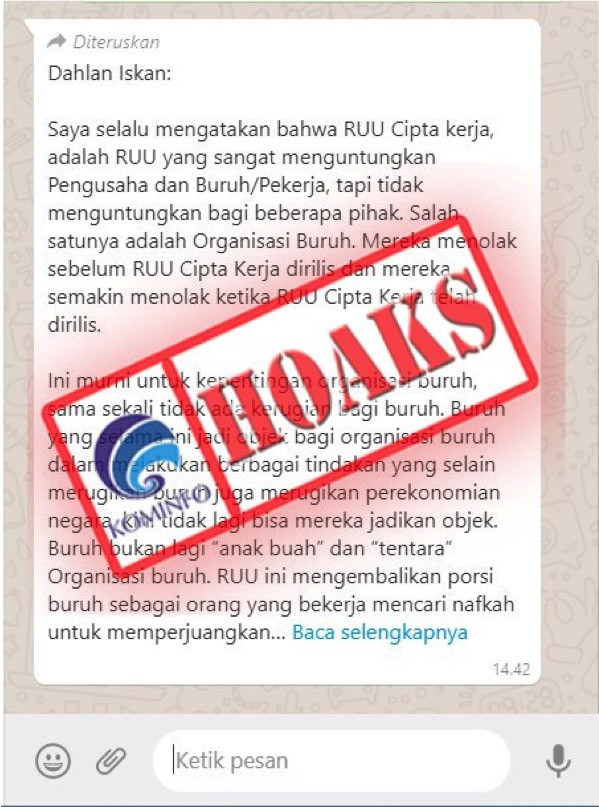 Diteruskan
Dahlan Iskan:
Saya selalu mengatakan bahwa RUU Cipta kerja,
adalah RUU yang sangat menguntungkan
Pengusaha dan Buruh/Pekerja, tapi tidak
menguntungkan bagi beberapa pihak. Salah
satunya adalah Organisasi Buruh. Mereka menolak
sebelum RUU Cipta Kerja dirilis dan mereka
semakin menolak ketika RUU Cipta Kerja telah
dirilis.
Ini murni untuk kepentingan organisasi buruh,
sama sekali tidak ada kerugian bagi buruh. Buruh
yang selama ini jadi objek bagi organisasi buruh
dalam melakukan berbagai tindakan yang selain
merugikan buruh juga merugikan perekonomian
negara, kini tidak lagi bisa mereka jadikan objek.
Buruh bukan lagi “anak buah” dan “tentara”
Organisasi buruh. RUU ini mengembalikan porsi
buruh sebagai orang yang bekerja mencari nafkah
untuk memperjuangkan... Baca selengkapnya
14.42
HOAKS
KOMINFO
Ketik pesan